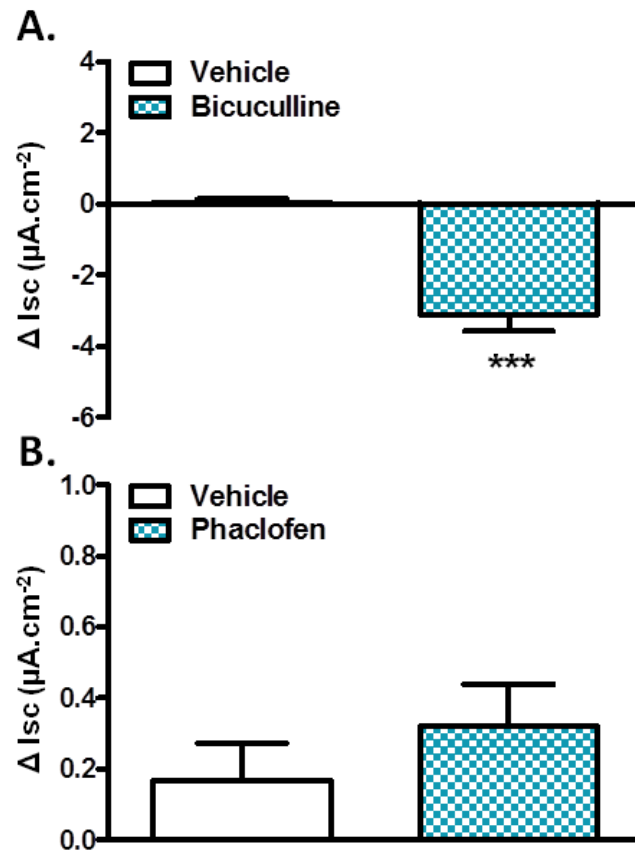 A.
Δ Isc (µA.cm-2)
4
2
0
-2
-4
-6
Vehicle
Bicuculline
***
B.
Δ Isc (µA.cm-2)
1.0
0.8
0.6
0.4
0.2
0.0
Vehicle
Phaclofen